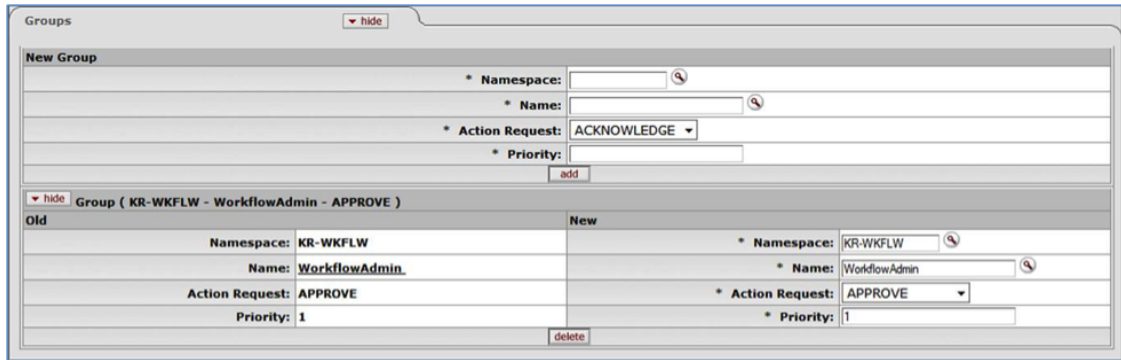 Groups hide
New Group
* Namespace:
* Name:
* Action Request: ACKNOWLEDGE
* Priority:
add
hide Group ( KR-WKFLW - WorkflowAdmin - APPROVE )
Old New
Namespace: KR-WKFLW * Namespace: KR-WKFLW
Name: WorkflowAdmin * Name: WorkflowAdmin
Action Request: APPROVE * Action Request: APPROVE
Priority: 1 * Priority: 1
delete